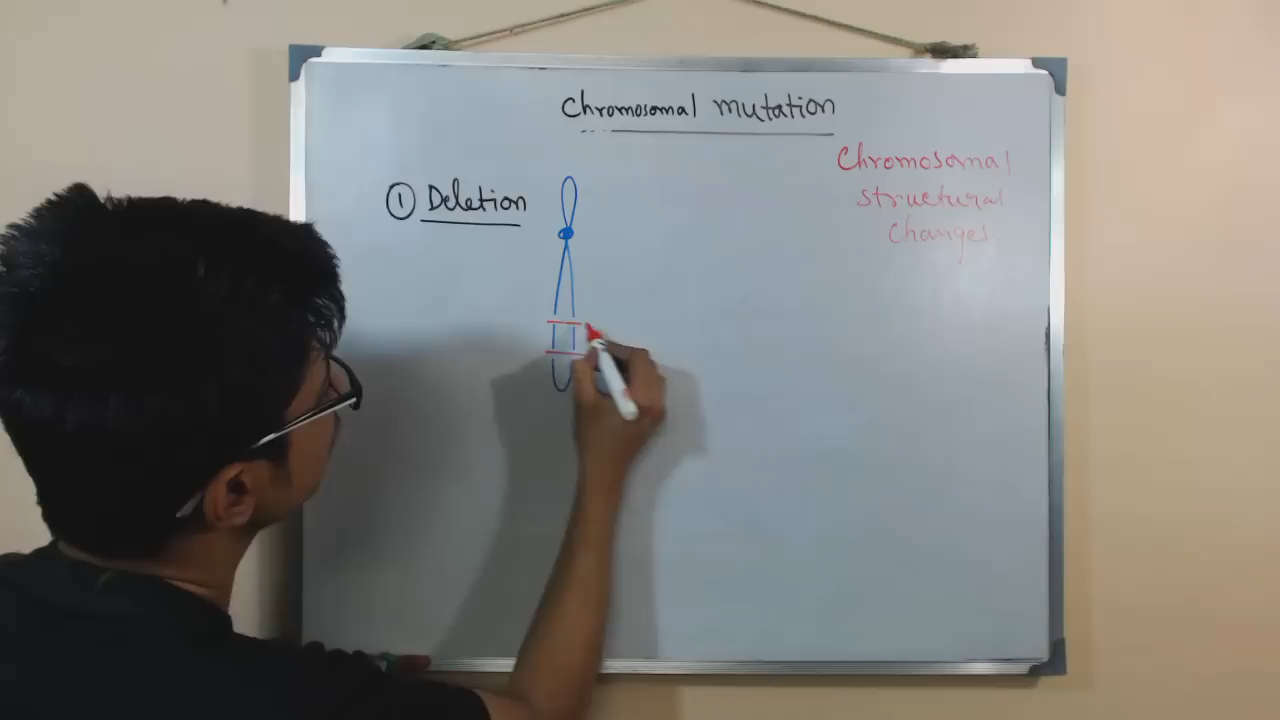 Chromosomal mutation
Chromosomal
structural
Changes
① Deletion